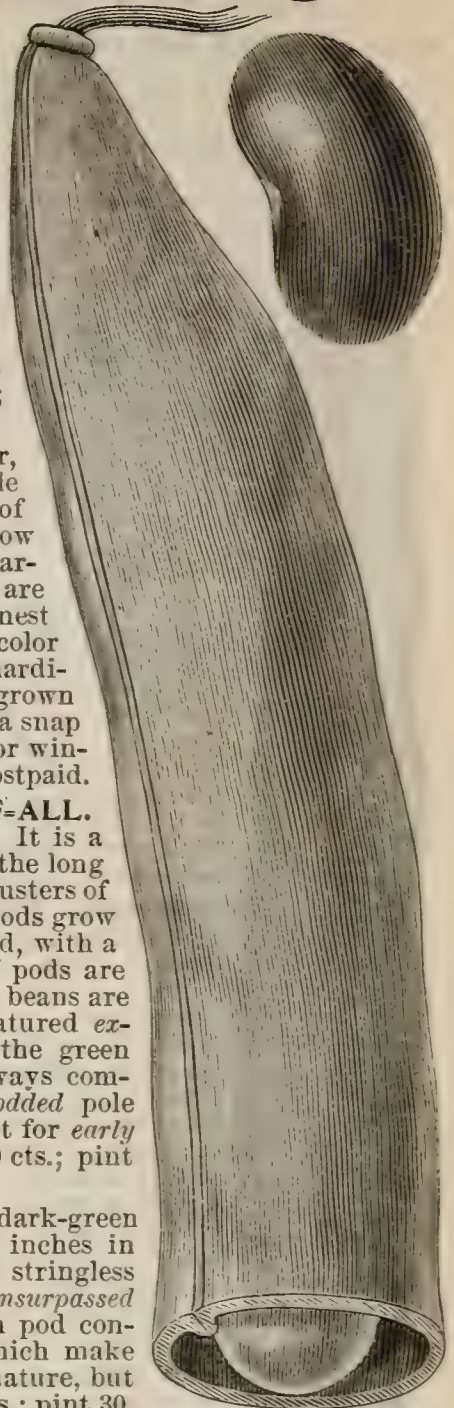 ;
r,
le
of
ow
ar-
are
nest
color
ardi-
grown
a snap
or win-
ostpaid.
=ALL.
It is a
the long
usters of
ods grow
d, with a
pods are
beans are
atured ex-
the green
ways com-
odded pole
t for early
cts.; pint
dark-green
inches in
stringless
nsurpassed
pod con-
hich make
ature, but
s.; pint 30